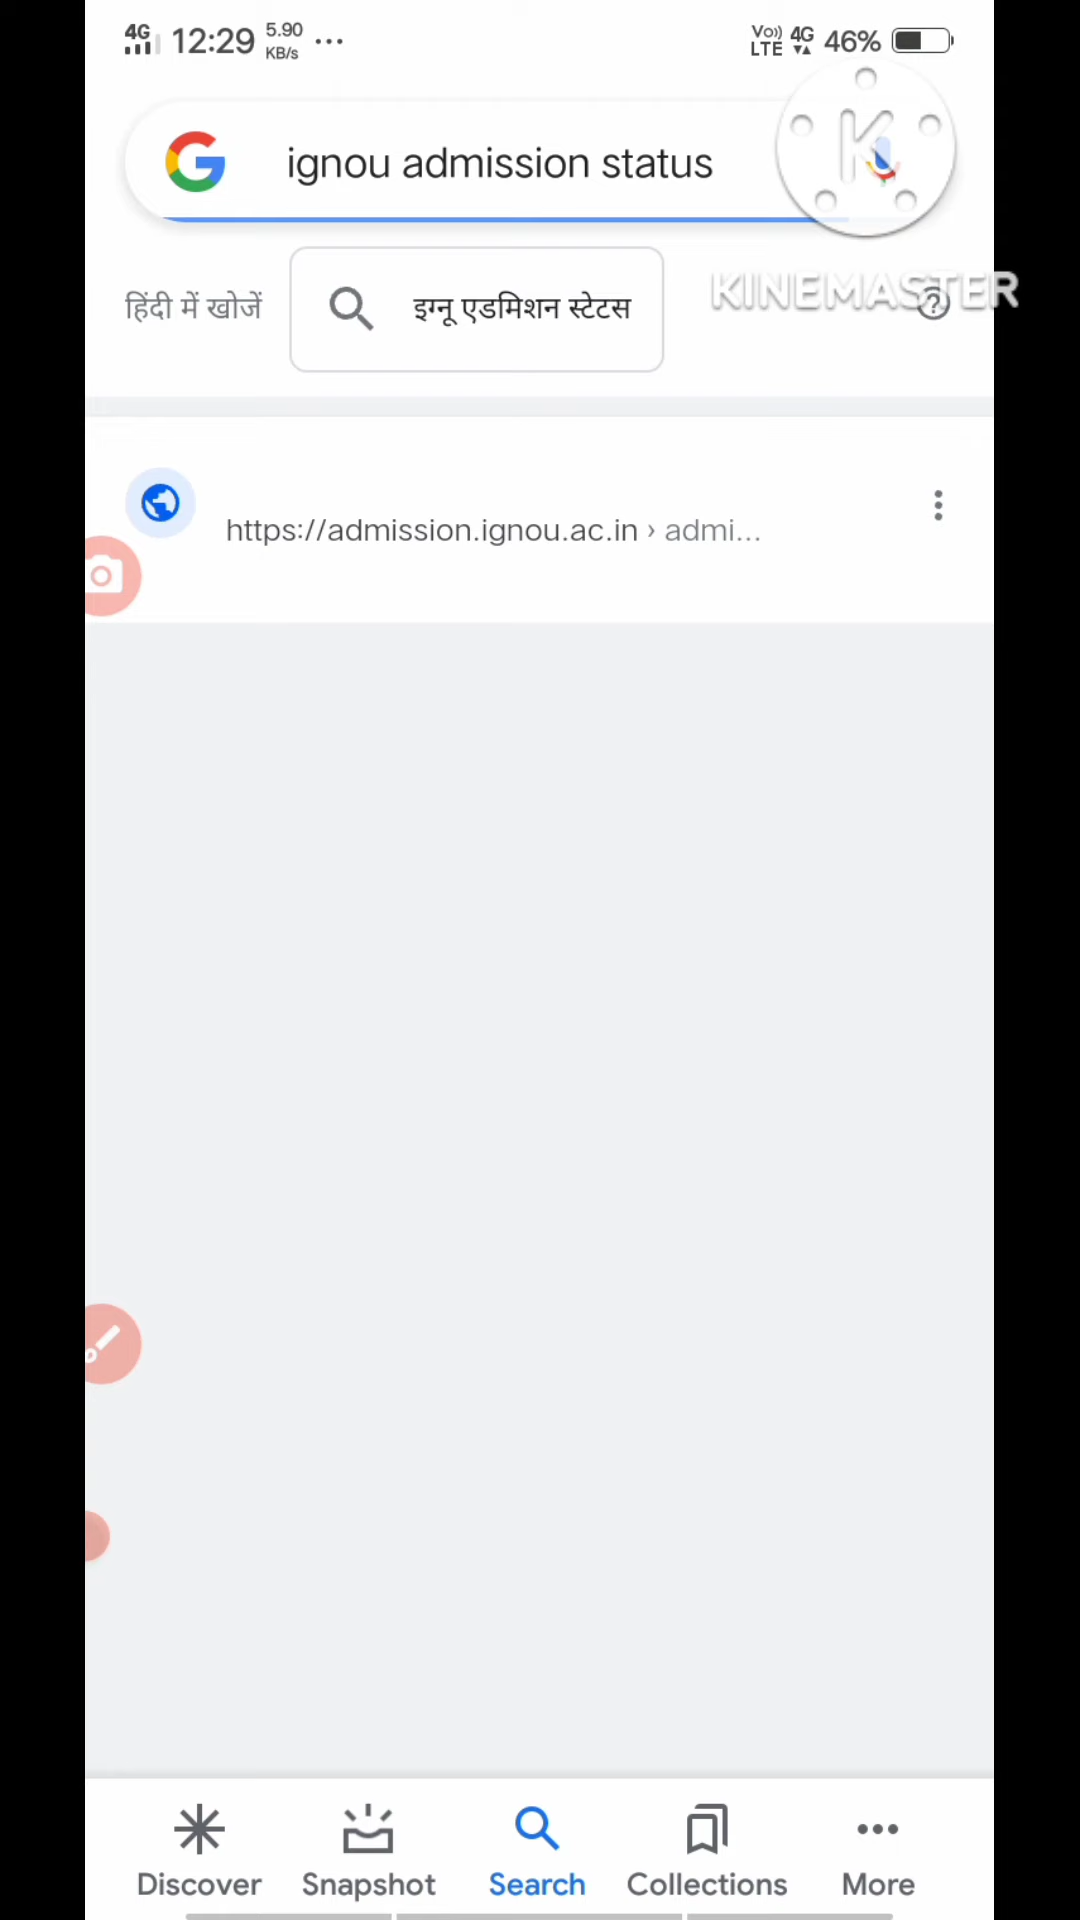 4G 12:29 5.90 KB/s ... Vo)) LTE 4G 46%
ignou admission status
K
KINEMASTER
हिंदी में खोजें इग्नू एडमिशन स्टेटस
https://admission.ignou.ac.in › admi...
Discover Snapshot Search Collections More